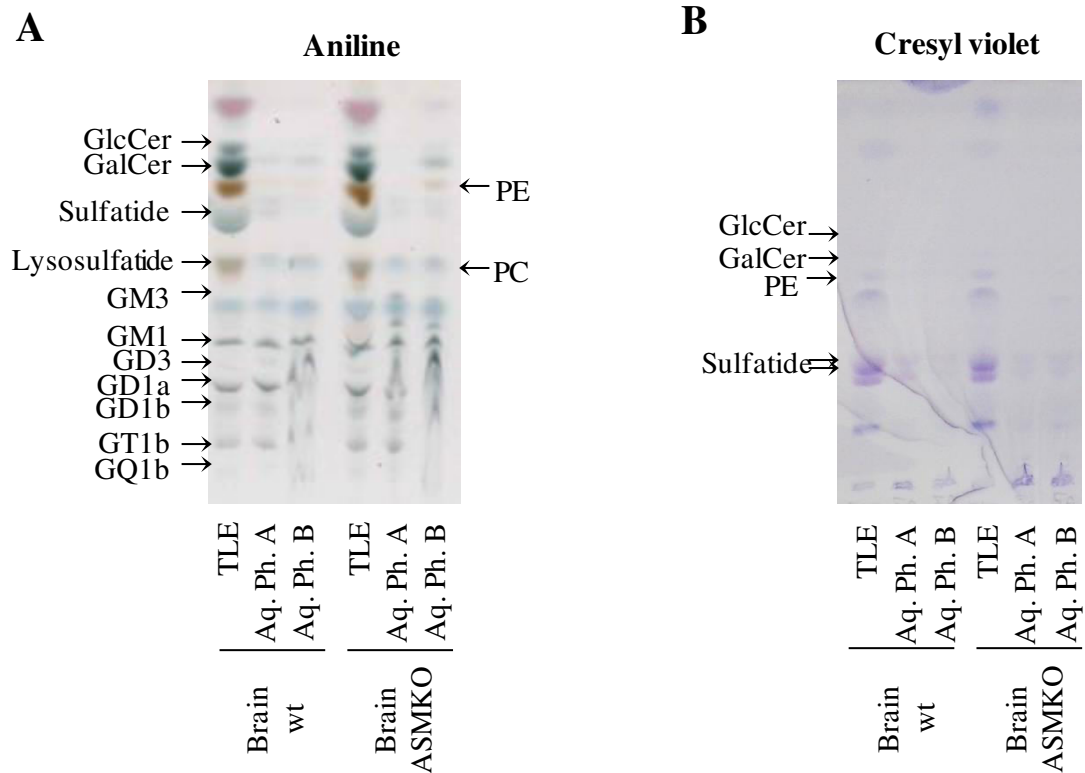 A
Aniline
GlcCer
GalCer
Sulfatide
Lysosulfatide
GM3
GM1
GD3
GD1a
GD1b
GT1b
GQ1b
PE
PC
TLE
Aq. Ph. A
Aq. Ph. B
TLE
Aq. Ph. A
Aq. Ph. B
Brain
wt
Brain
ASMKO
B
Cresyl violet
GlcCer
GalCer
PE
Sulfatide
TLE
Aq. Ph. A
Aq. Ph. B
TLE
Aq. Ph. A
Aq. Ph. B
Brain
wt
Brain
ASMKO